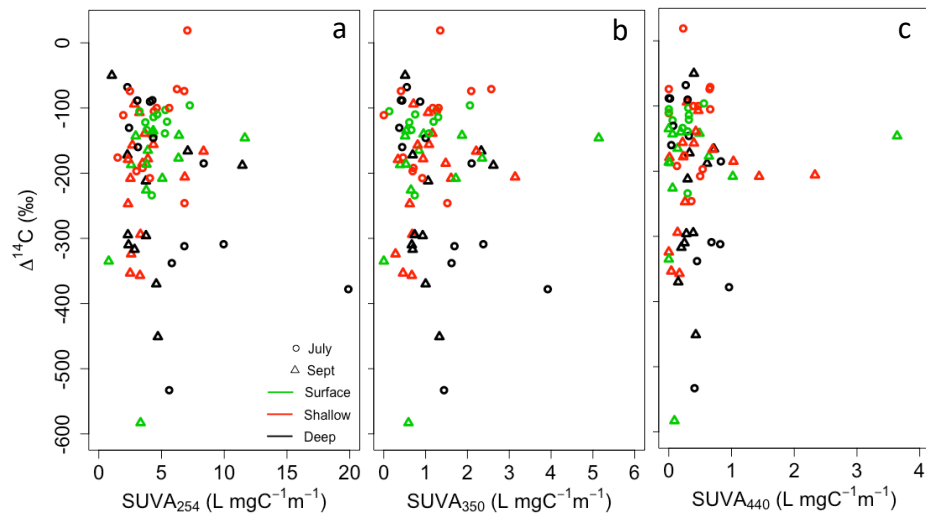 a
b
c
0
-100
-200
-300
-400
-500
-600
Δ¹⁴C (‰)
July
Sept
Surface
Shallow
Deep
0 5 10 15 20
0 1 2 3 4 5 6
0 1 2 3 4
SUVA₂₅₄ (L mgC⁻¹m⁻¹)
SUVA₃₅₀ (L mgC⁻¹m⁻¹)
SUVA₄₄₀ (L mgC⁻¹m⁻¹)